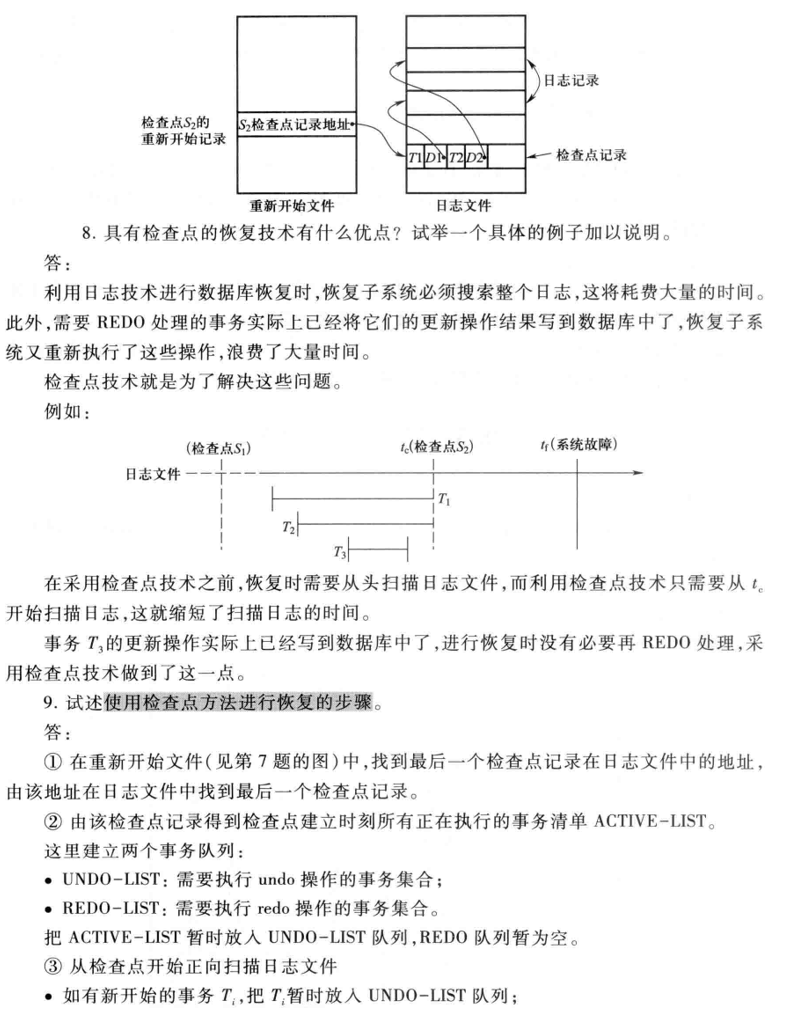 日志记录
检查点S₂的
重新开始记录
S₂检查点记录地址
T1 D1 T2 D2
检查点记录
重新开始文件
日志文件
8. 具有检查点的恢复技术有什么优点？试举一个具体的例子加以说明。
答：
利用日志技术进行数据库恢复时，恢复子系统必须搜索整个日志，这将耗费大量的时间。
此外，需要 REDO 处理的事务实际上已经将它们的更新操作结果写到数据库中了，恢复子系
统又重新执行了这些操作，浪费了大量时间。
检查点技术就是为了解决这些问题。
例如：
(检查点S₁)
t_c(检查点S₂)
t_f(系统故障)
日志文件
T₁
T₂
T₃
在采用检查点技术之前，恢复时需要从头扫描日志文件，而利用检查点技术只需要从 t_c
开始扫描日志，这就缩短了扫描日志的时间。
事务 T₃的更新操作实际上已经写到数据库中了，进行恢复时没有必要再 REDO 处理，采
用检查点技术做到了这一点。
9. 试述使用检查点方法进行恢复的步骤。
答：
① 在重新开始文件(见第 7 题的图)中，找到最后一个检查点记录在日志文件中的地址，
由该地址在日志文件中找到最后一个检查点记录。
② 由该检查点记录得到检查点建立时刻所有正在执行的事务清单 ACTIVE-LIST。
这里建立两个事务队列：
• UNDO-LIST：需要执行 undo 操作的事务集合；
• REDO-LIST：需要执行 redo 操作的事务集合。
把 ACTIVE-LIST 暂时放入 UNDO-LIST 队列，REDO 队列暂为空。
③ 从检查点开始正向扫描日志文件
• 如有新开始的事务 Tᵢ，把 Tᵢ暂时放入 UNDO-LIST 队列；